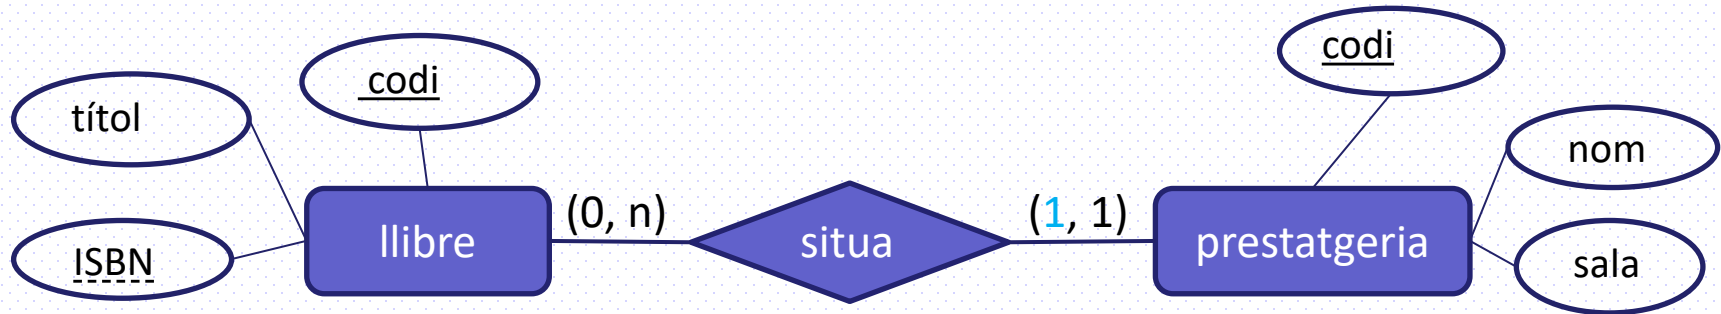 codi
codi
títol
nom
(0, n)
(1, 1)
llibre
situa
prestatgeria
ISBN
sala